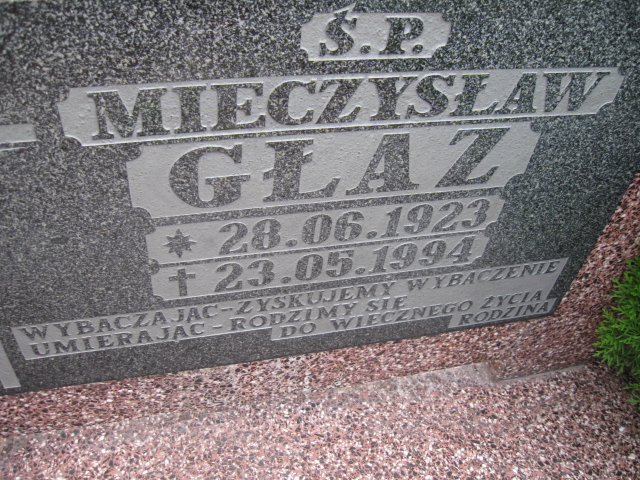 Ś.P.
MIECZYSŁAW
GŁAZ
* 28.06.1923
† 23.05.1994
WYBACZAJĄC-ZYSKUJEMY WYBACZENIE
UMIERAJĄC-RODZIMY SIĘ
DO WIECZNEGO ŻYCIA
RODZINA